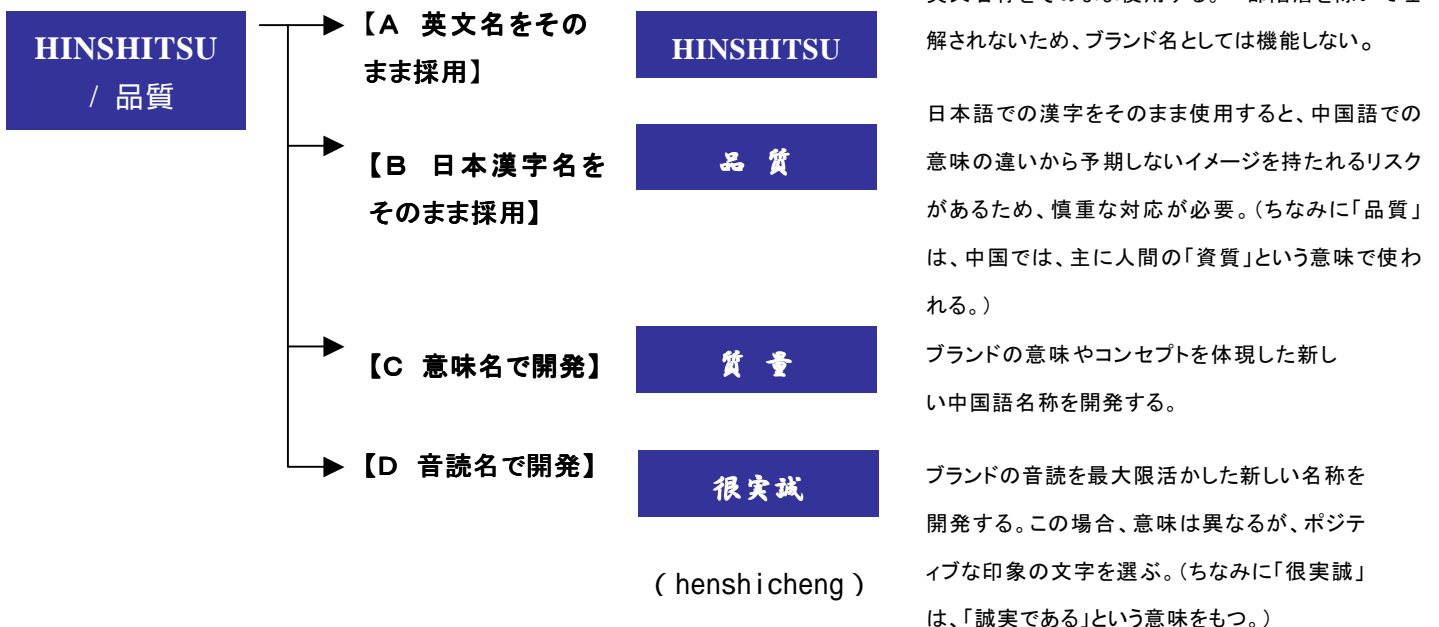 HINSHITSU
/ 品質
【A 英文名をその
まま採用】
HINSHITSU
解されないため、ブランド名としては機能しない。
【B 日本漢字名を
そのまま採用】
品 質
日本語での漢字をそのまま使用すると、中国語での
意味の違いから予期しないイメージを持たれるリスク
があるため、慎重な対応が必要。(ちなみに「品質」
は、中国では、主に人間の「資質」という意味で使わ
れる。)
【C 意味名で開発】
質 量
ブランドの意味やコンセプトを体現した新し
い中国語名称を開発する。
【D 音読名で開発】
很実誠
(henshicheng)
ブランドの音読を最大限活かした新しい名称を
開発する。この場合、意味は異なるが、ポジテ
ィブな印象の文字を選ぶ。(ちなみに「很実誠」
は、「誠実である」という意味をもつ。)